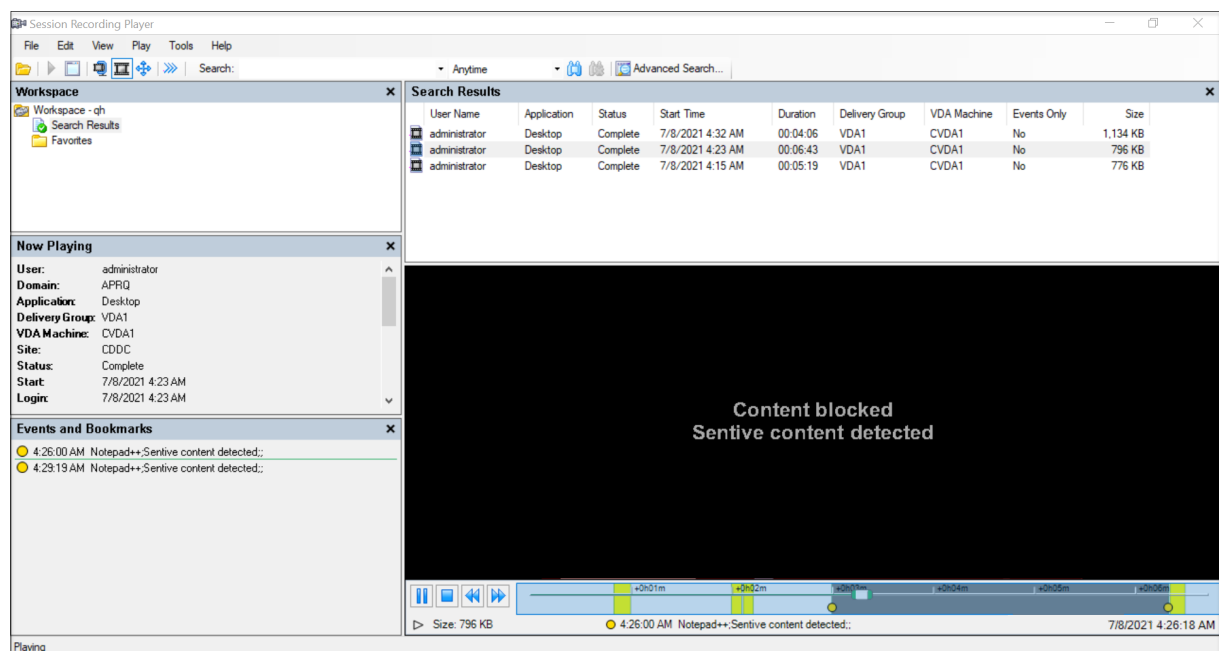 Session Recording Player
File Edit View Play Tools Help
Search: Anytime Advanced Search...
Workspace
Workspace - qh
Search Results
Favorites
Search Results
User Name Application Status Start Time Duration Delivery Group VDA Machine Events Only Size
administrator Desktop Complete 7/8/2021 4:32 AM 00:04:06 VDA1 CVDA1 No 1,134 KB
administrator Desktop Complete 7/8/2021 4:23 AM 00:06:43 VDA1 CVDA1 No 796 KB
administrator Desktop Complete 7/8/2021 4:15 AM 00:05:19 VDA1 CVDA1 No 776 KB
Now Playing
User: administrator
Domain: APRQ
Application: Desktop
Delivery Group: VDA1
VDA Machine: CVDA1
Site: CDDC
Status: Complete
Start: 7/8/2021 4:23 AM
Login: 7/8/2021 4:23 AM
Events and Bookmarks
4:26:00 AM Notepad++;Sentive content detected;;
4:29:19 AM Notepad++;Sentive content detected;;
Content blocked
Sentive content detected
+0h01m +0h02m +0h03m +0h04m +0h05m +0h06m
Size: 796 KB 4:26:00 AM Notepad++;Sentive content detected;; 7/8/2021 4:26:18 AM
Playing